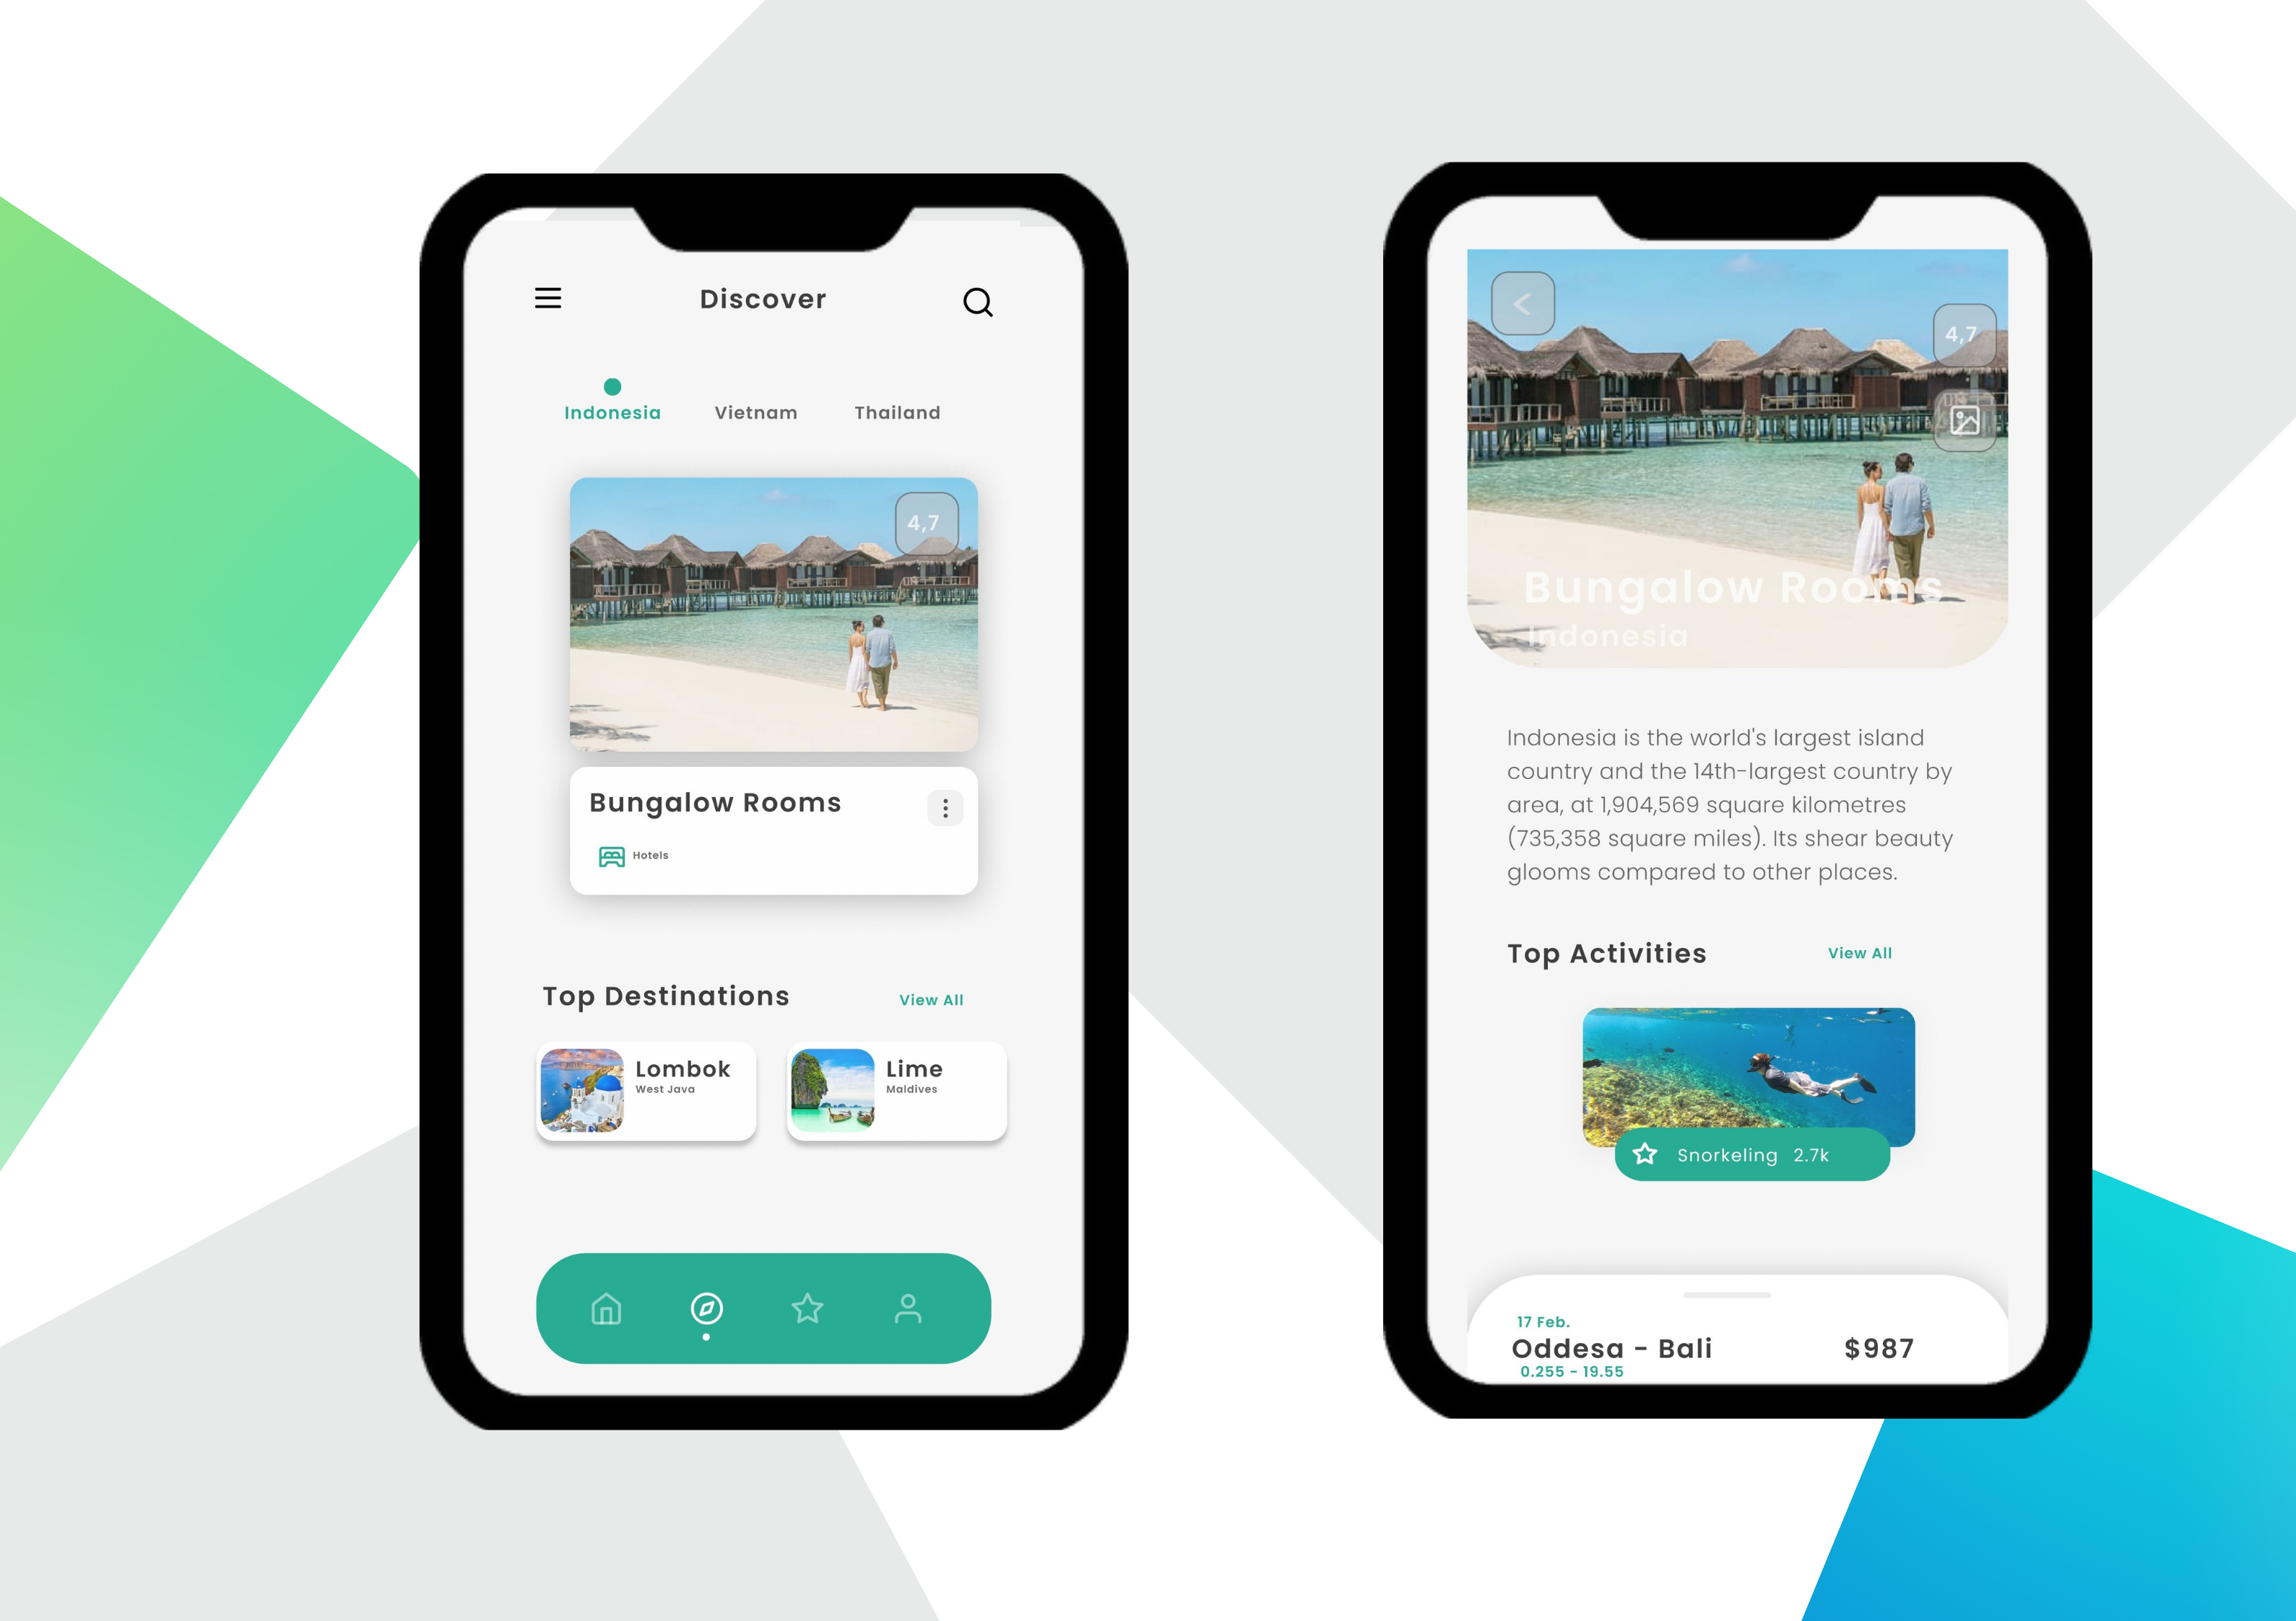 Discover
Indonesia
Vietnam
Thailand
4,7
Bungalow Rooms
Hotels
Top Destinations
View All
Lombok
West Java
Lime
Maldives
4,7
Bungalow Rooms
Indonesia
Indonesia is the world's largest island
country and the 14th-largest country by
area, at 1,904,569 square kilometres
(735,358 square miles). Its shear beauty
glooms compared to other places.
Top Activities
View All
Snorkeling 2.7k
17 Feb.
Oddesa - Bali
$987
0.255 - 19.55